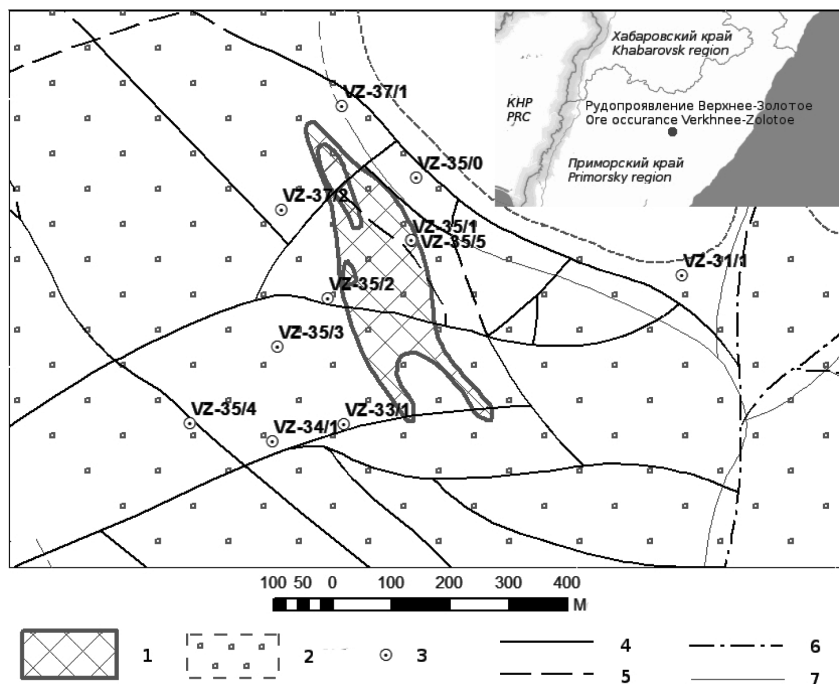 Хабаровский край
Khabarovsk region
КНР
PRC
Рудопроявление Верхнее-Золотое
Ore occurance Verkhnee-Zolotoe
Приморский край
Primorsky region
VZ-37/1
VZ-35/0
VZ-37/2
VZ-35/1
VZ-35/5
VZ-31/1
VZ-35/2
VZ-35/3
VZ-35/4
VZ-33/1
VZ-34/1
100 50 0 100 200 300 400
М
1
2
3
4
5
6
7